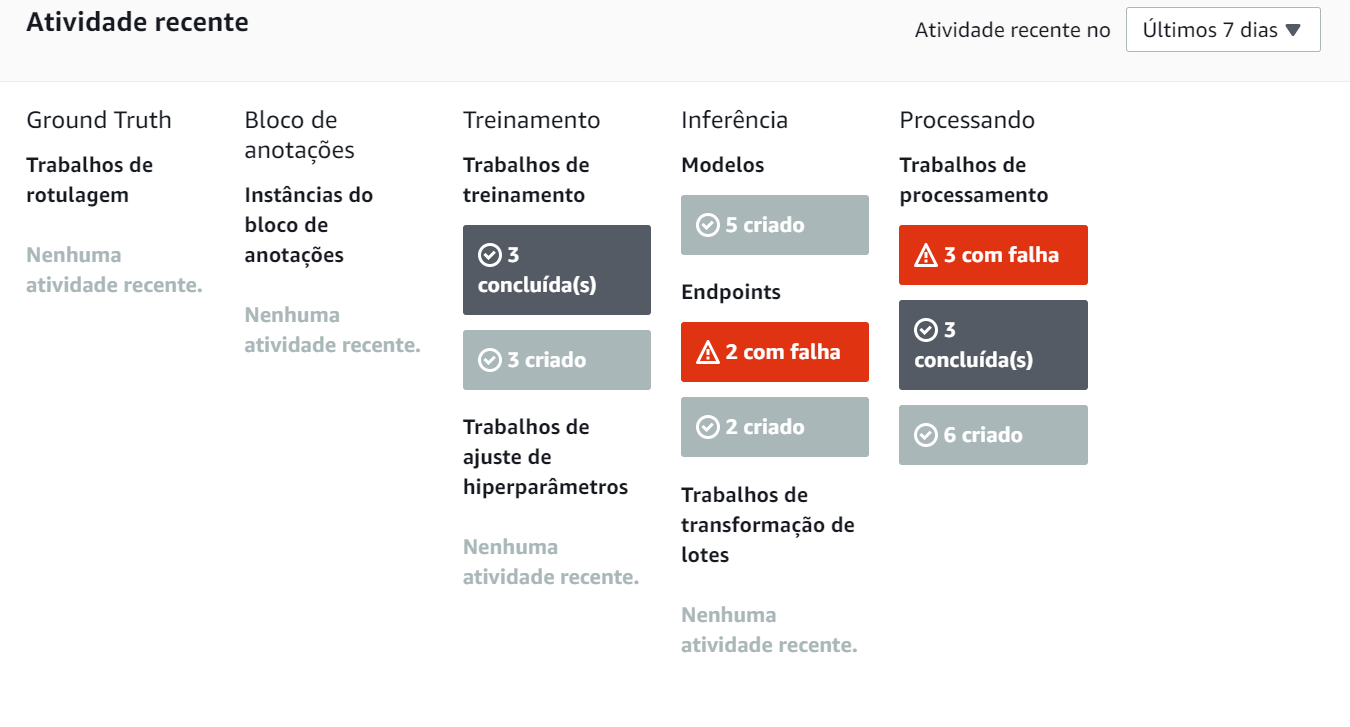 Atividade recente
Atividade recente no
Últimos 7 dias
Ground Truth
Trabalhos de
rotulagem
Nenhuma
atividade recente.
Bloco de
anotações
Instâncias do
bloco de
anotações
Nenhuma
atividade recente.
Treinamento
Trabalhos de
treinamento
3
concluída(s)
3 criado
Trabalhos de
ajuste de
hiperparâmetros
Nenhuma
atividade recente.
Inferência
Modelos
5 criado
Endpoints
2 com falha
2 criado
Trabalhos de
transformação de
lotes
Nenhuma
atividade recente.
Processando
Trabalhos de
processamento
3 com falha
3
concluída(s)
6 criado